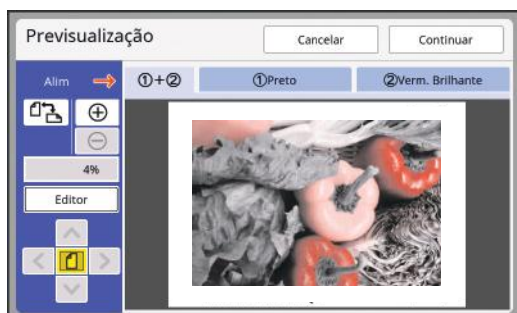 Previsualização
Cancelar
Continuar
Alim
①+②
①Preto
②Verm. Brilhante
4%
Editor